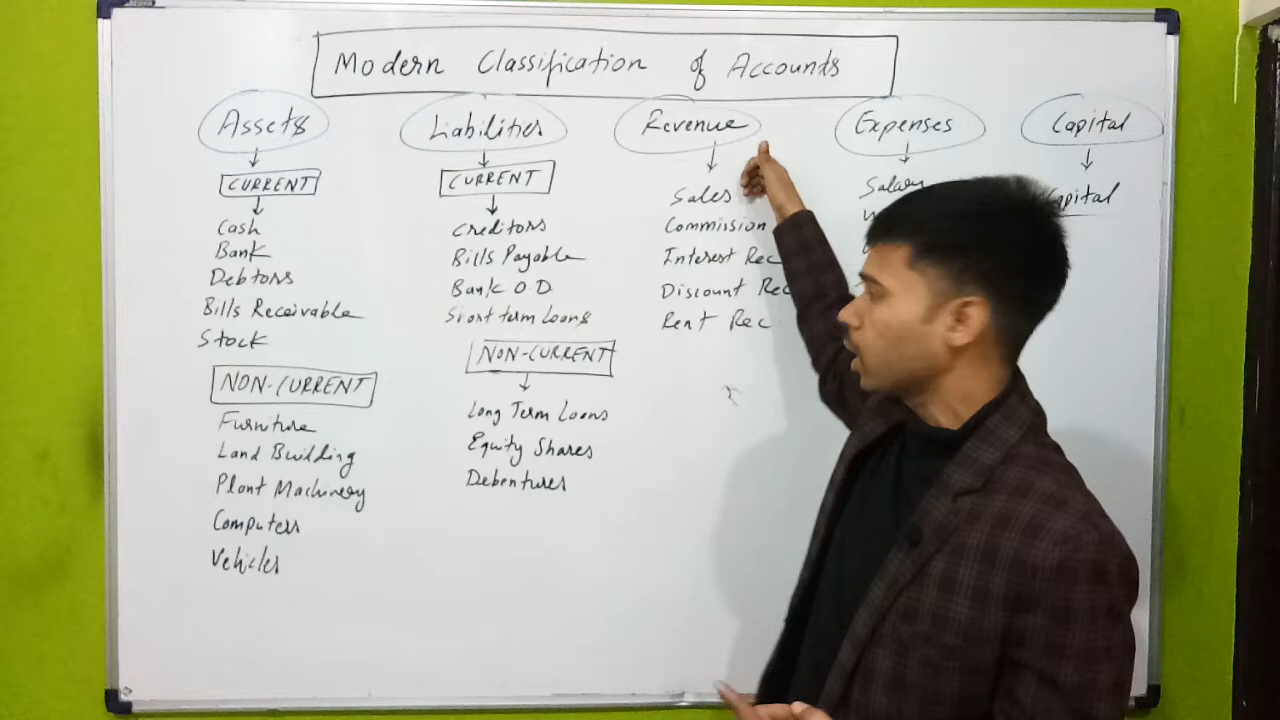 Modern Classification of Accounts
Assets
CURRENT
Cash
Bank
Debtors
Bills Receivable
Stock
NON-CURRENT
Furniture
Land Building
Plant Machinery
Computers
Vehicles
Liabilities
CURRENT
Creditors
Bills Payable
Bank O D
Short term Loans
NON-CURRENT
Long Term Loans
Equity Shares
Debentures
Revenue
Sales
Commission
Interest Rec
Discount Rec
Rent Rec.
Expenses
Salary
Capital